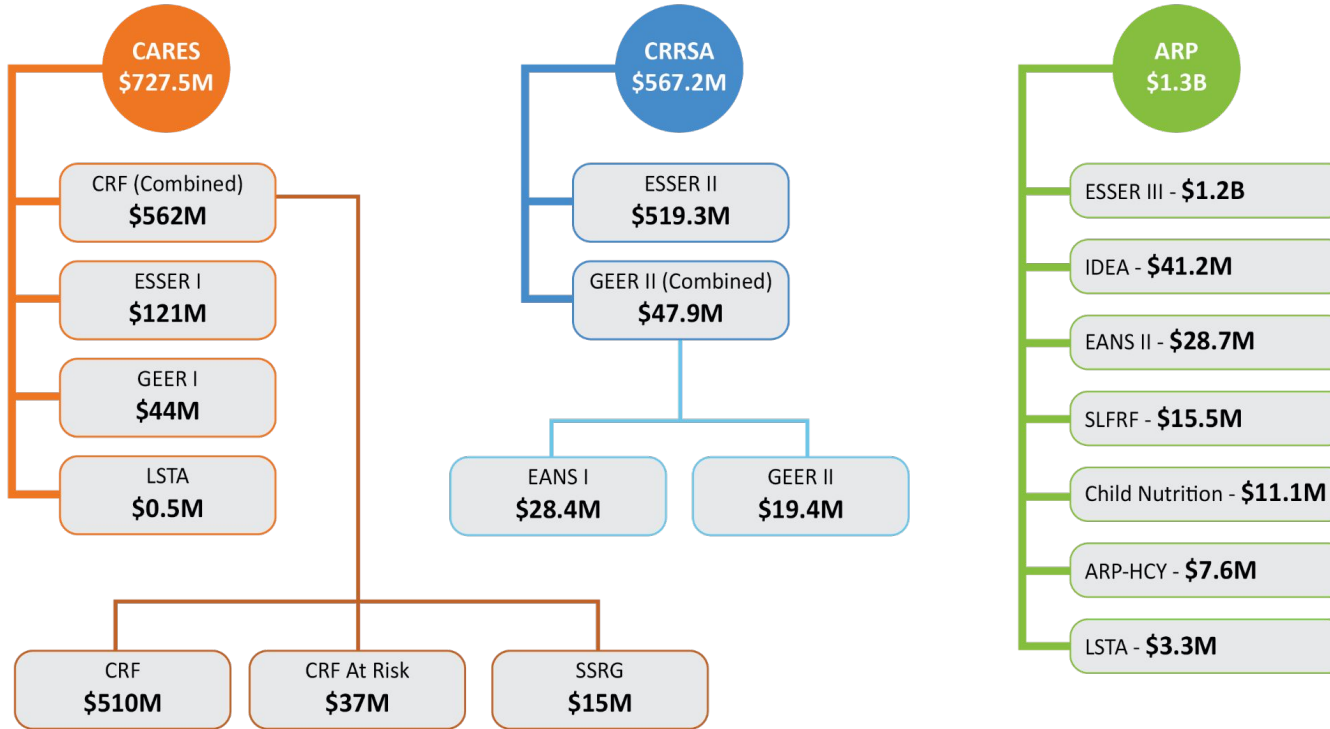 CARES
$727.5M
CRF (Combined)
$562M
ESSER I
$121M
GEER I
$44M
LSTA
$0.5M
CRF
$510M
CRF At Risk
$37M
SSRG
$15M
CRRSA
$567.2M
ESSER II
$519.3M
GEER II (Combined)
$47.9M
EANS I
$28.4M
GEER II
$19.4M
ARP
$1.3B
ESSER III - $1.2B
IDEA - $41.2M
EANS II - $28.7M
SLFRF - $15.5M
Child Nutrition - $11.1M
ARP-HCY - $7.6M
LSTA - $3.3M